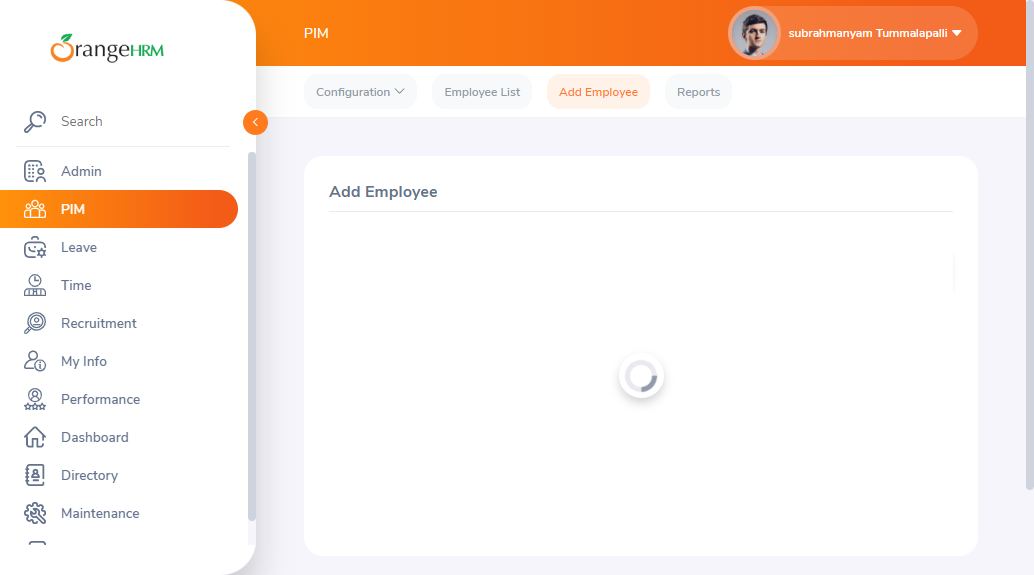 OrangeHRM
PIM
subrahmanyam Tummalapalli
Configuration
Employee List
Add Employee
Reports
Search
Admin
PIM
Leave
Time
Recruitment
My Info
Performance
Dashboard
Directory
Maintenance
Add Employee